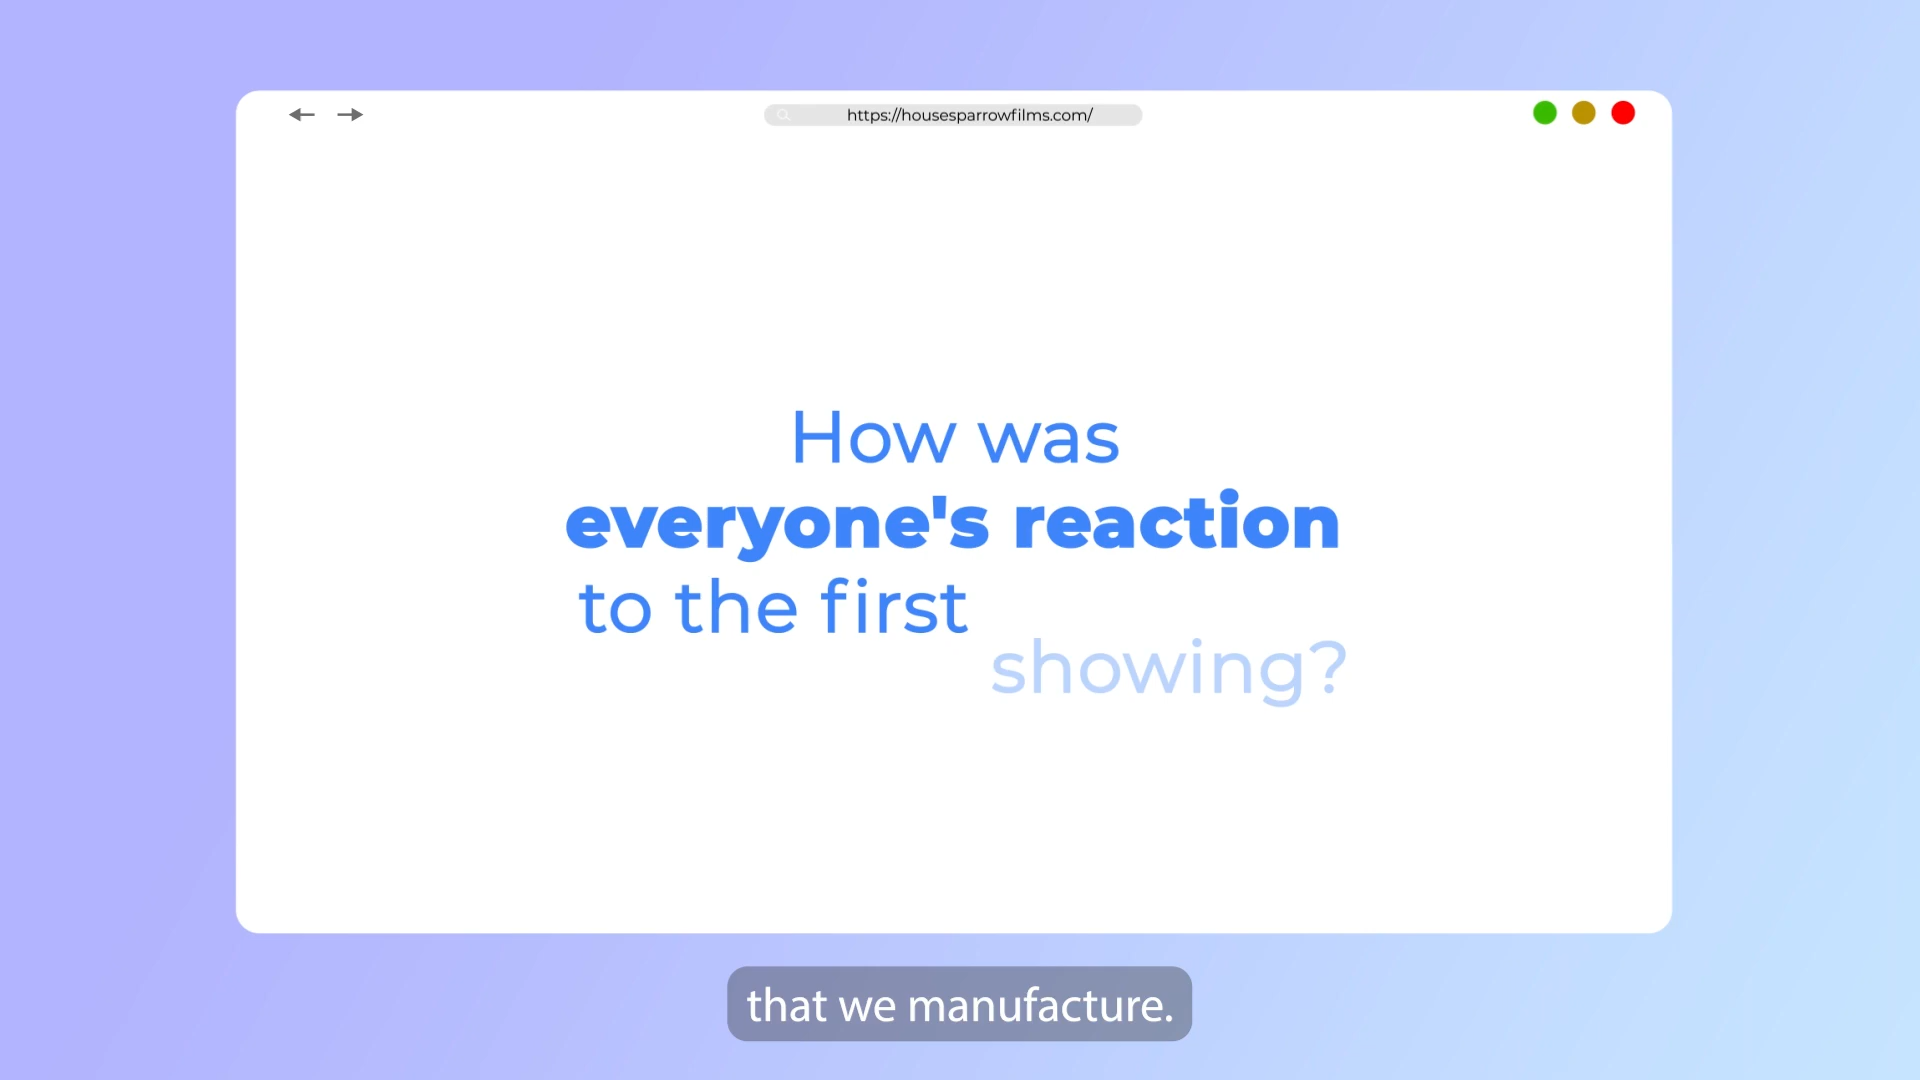 https://housesparrowfilms.com/
How was
everyone's reaction
to the first
showing?
that we manufacture.